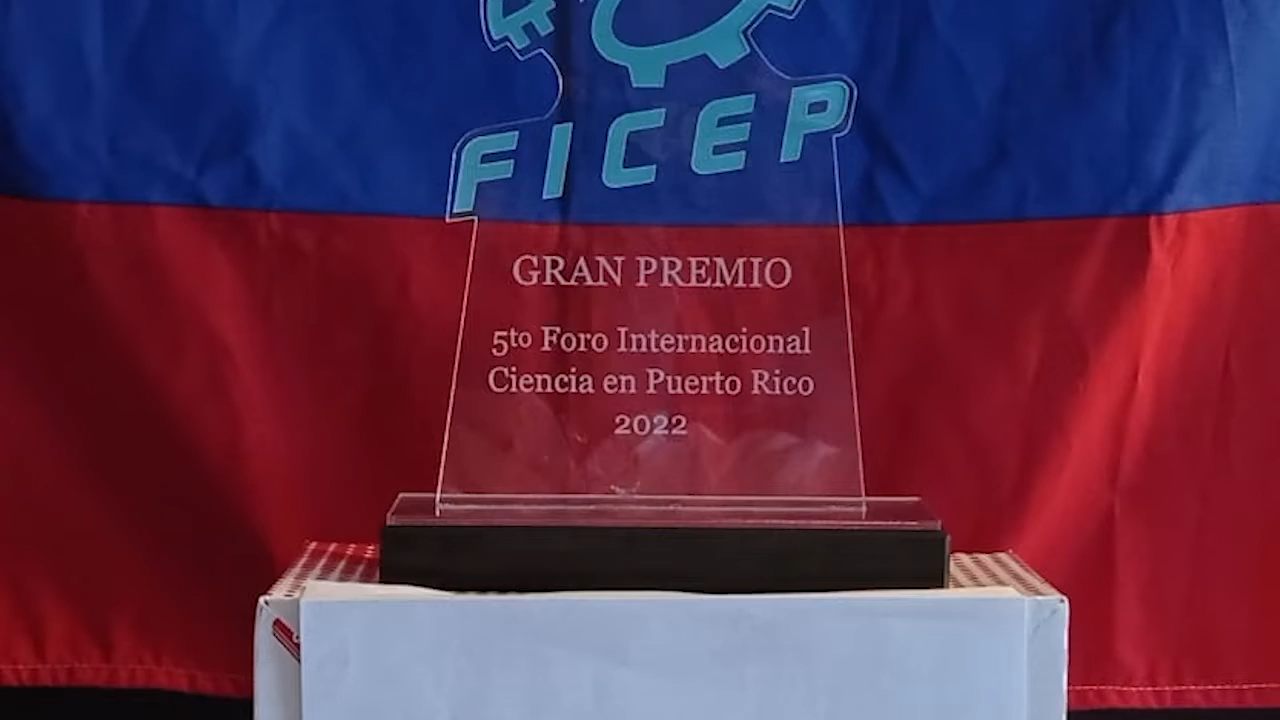 FICEP
GRAN PREMIO
5to Foro Internacional
Ciencia en Puerto Rico
2022